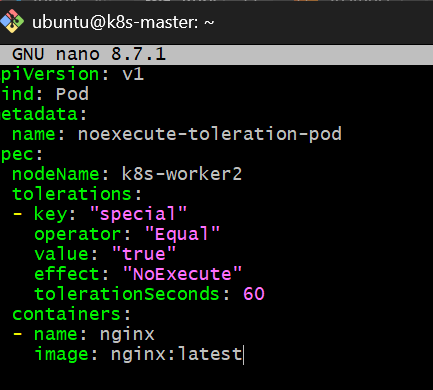 ubuntu@k8s-master: ~
GNU nano 8.7.1
piVersion: v1
ind: Pod
etadata:
name: noexecute-toleration-pod
pec:
nodeName: k8s-worker2
tolerations:
- key: "special"
operator: "Equal"
value: "true"
effect: "NoExecute"
tolerationSeconds: 60
containers:
- name: nginx
image: nginx:latest